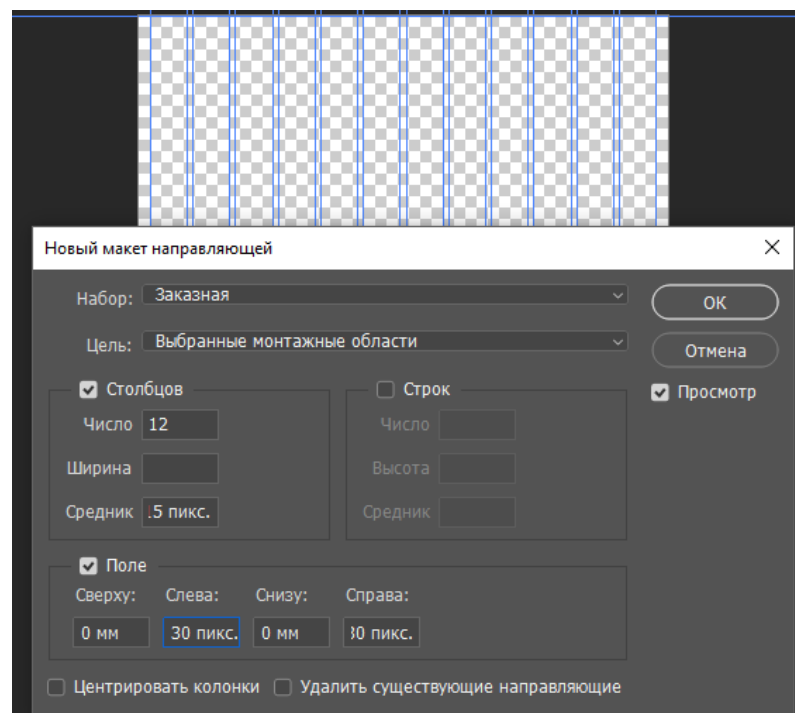 Новый макет направляющей
Набор: Заказная
Цель: Выбранные монтажные области
ОК
Отмена
Просмотр
Столбцов
Число 12
Ширина
Средник .5 пикс.
Строк
Число
Высота
Средник
Поле
Сверху: Слева: Снизу: Справа:
0 мм 30 пикс. 0 мм 30 пикс.
Центрировать колонки Удалить существующие направляющие